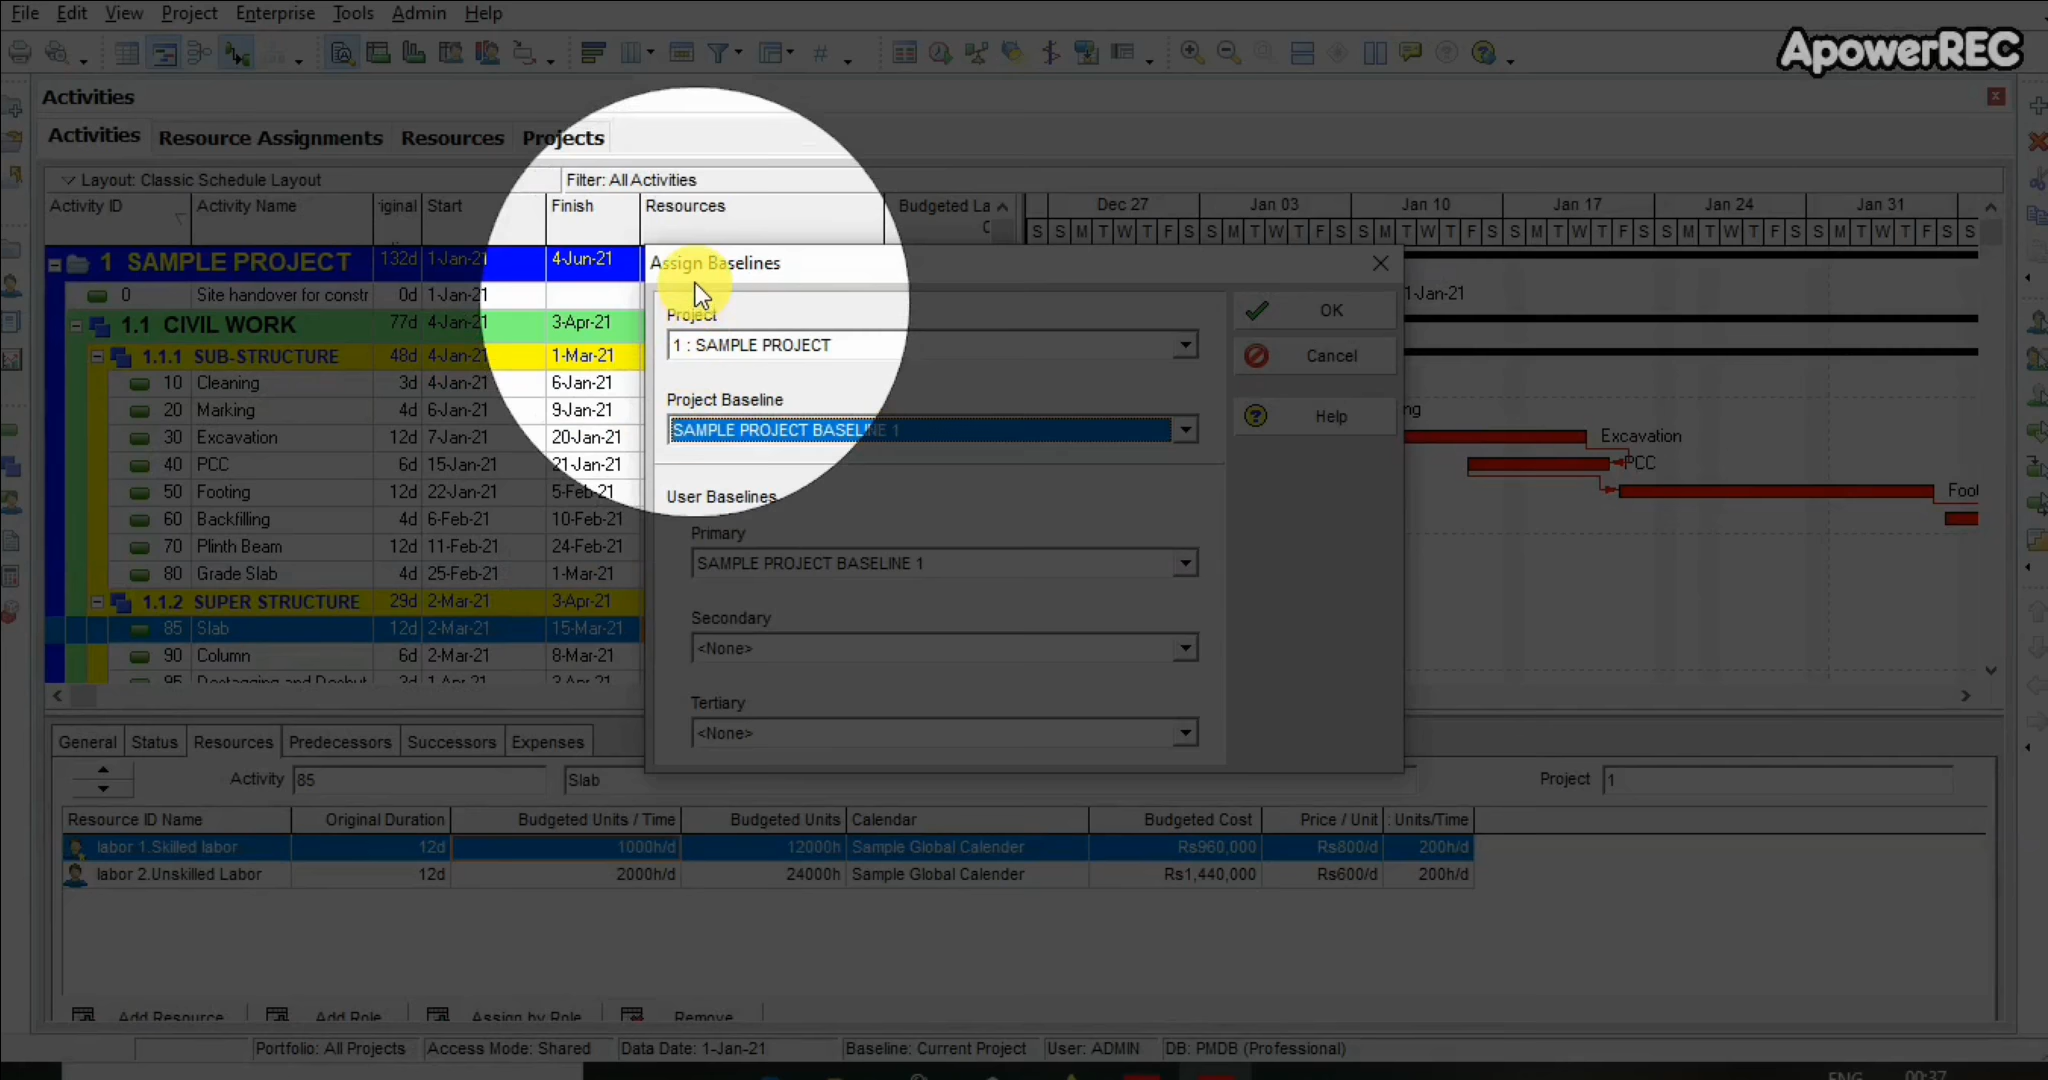 File Edit View Project Enterprise Tools Admin Help
ApowerREC
Activities
Activities Resource Assignments Resources Projects
Layout: Classic Schedule Layout Filter: All Activities
Activity ID Activity Name Start Finish Resources Budgeted La
Dec 27 Jan 03 Jan 10 Jan 17 Jan 24 Jan 31
S S M T W T F S S M T W T F S S M T W T F S S M T W T F S S M T W T F S S M T W T F S S
1 SAMPLE PROJECT 132d 1-Jan-21 4-Jun-21
0 Site handover for constr 0d 1-Jan-21
1-Jan-21
1.1 CIVIL WORK 77d 4-Jan-21 3-Apr-21
1.1.1 SUB-STRUCTURE 48d 4-Jan-21 1-Mar-21
10 Cleaning 3d 4-Jan-21 6-Jan-21
20 Marking 4d 6-Jan-21 9-Jan-21
30 Excavation 12d 7-Jan-21 20-Jan-21
40 PCC 6d 15-Jan-21 21-Jan-21
50 Footing 12d 22-Jan-21 5-Feb-21
60 Backfilling 4d 6-Feb-21 10-Feb-21
70 Plinth Beam 12d 11-Feb-21 24-Feb-21
80 Grade Slab 4d 25-Feb-21 1-Mar-21
1.1.2 SUPER STRUCTURE 29d 2-Mar-21 3-Apr-21
85 Slab 12d 2-Mar-21 15-Mar-21
90 Column 6d 2-Mar-21 8-Mar-21
Excavation
PCC
Foot
Assign Baselines
Project
1 : SAMPLE PROJECT
Project Baseline
SAMPLE PROJECT BASELINE 1
User Baselines
Primary
SAMPLE PROJECT BASELINE 1
Secondary
<None>
Tertiary
<None>
OK
Cancel
Help
General Status Resources Predecessors Successors Expenses
Activity 85 Slab Project 1
Resource ID Name Original Duration Budgeted Units / Time Budgeted Units Calendar Budgeted Cost Price / Unit : Units/Time
labor 1.Skilled labor 12d 1000h/d 12000h Sample Global Calender Rs960,000 Rs800/d 200h/d
labor 2.Unskilled Labor 12d 2000h/d 24000h Sample Global Calender Rs1,440,000 Rs600/d 200h/d
Add Resource Add Role Assign by Role Remove
Portfolio: All Projects Access Mode: Shared Data Date: 1-Jan-21 Baseline: Current Project User: ADMIN DB: PMDB (Professional)
ENG 00:37